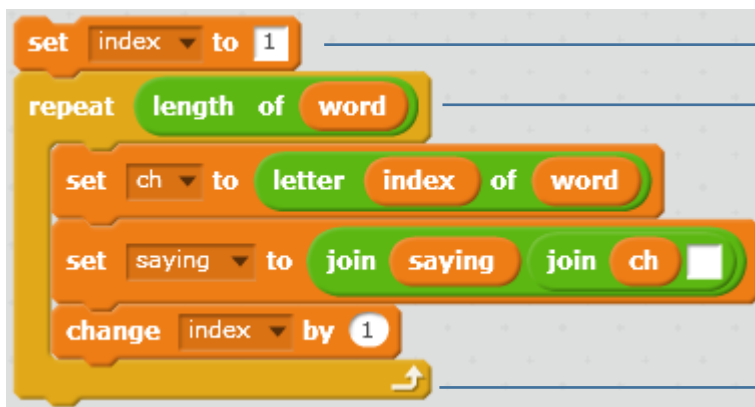 set index to 1
repeat length of word
set ch to letter index of word
set saying to join saying join ch
change index by 1